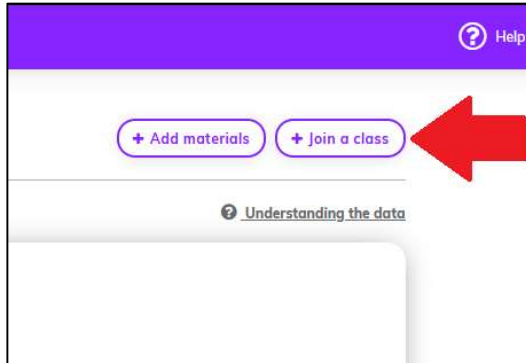 Help
+ Add materials
+ Join a class
Understanding the data